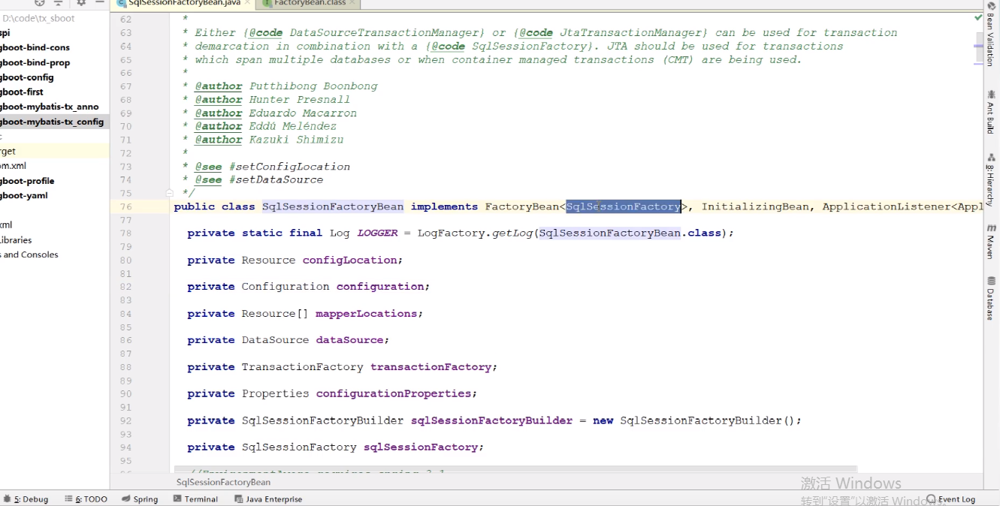 SqlSessionFactoryBean.java
FactoryBean.class
D:\code\tx_sboot
spi
gboot-bind-cons
gboot-bind-prop
gboot-config
gboot-first
gboot-mybatis-tx_anno
gboot-mybatis-tx_config
rget
om.xml
gboot-profile
gboot-yaml
xml
Libraries
s and Consoles
62 *
63 * Either {@code DataSourceTransactionManager} or {@code JtaTransactionManager} can be used for transaction
64 * demarcation in combination with a {@code SqlSessionFactory}. JTA should be used for transactions
65 * which span multiple databases or when container managed transactions (CMT) are being used.
66 *
67 * @author Putthibong Boonbong
68 * @author Hunter Presnall
69 * @author Eduardo Macarron
70 * @author Eddú Meléndez
71 * @author Kazuki Shimizu
72 *
73 * @see #setConfigLocation
74 * @see #setDataSource
75 */
76 public class SqlSessionFactoryBean implements FactoryBean<SqlSessionFactory>, InitializingBean, ApplicationListener<Appl
77
78 private static final Log LOGGER = LogFactory.getLog(SqlSessionFactoryBean.class);
79
80 private Resource configLocation;
81
82 private Configuration configuration;
83
84 private Resource[] mapperLocations;
85
86 private DataSource dataSource;
87
88 private TransactionFactory transactionFactory;
89
90 private Properties configurationProperties;
91
92 private SqlSessionFactoryBuilder sqlSessionFactoryBuilder = new SqlSessionFactoryBuilder();
93
94 private SqlSessionFactory sqlSessionFactory;
95
SqlSessionFactoryBean
Bean Validation
Ant Build
8: Hierarchy
Maven
Database
激活 Windows
转到"设置"以激活 Windows。
5: Debug
6: TODO
Spring
Terminal
Java Enterprise
Event Log